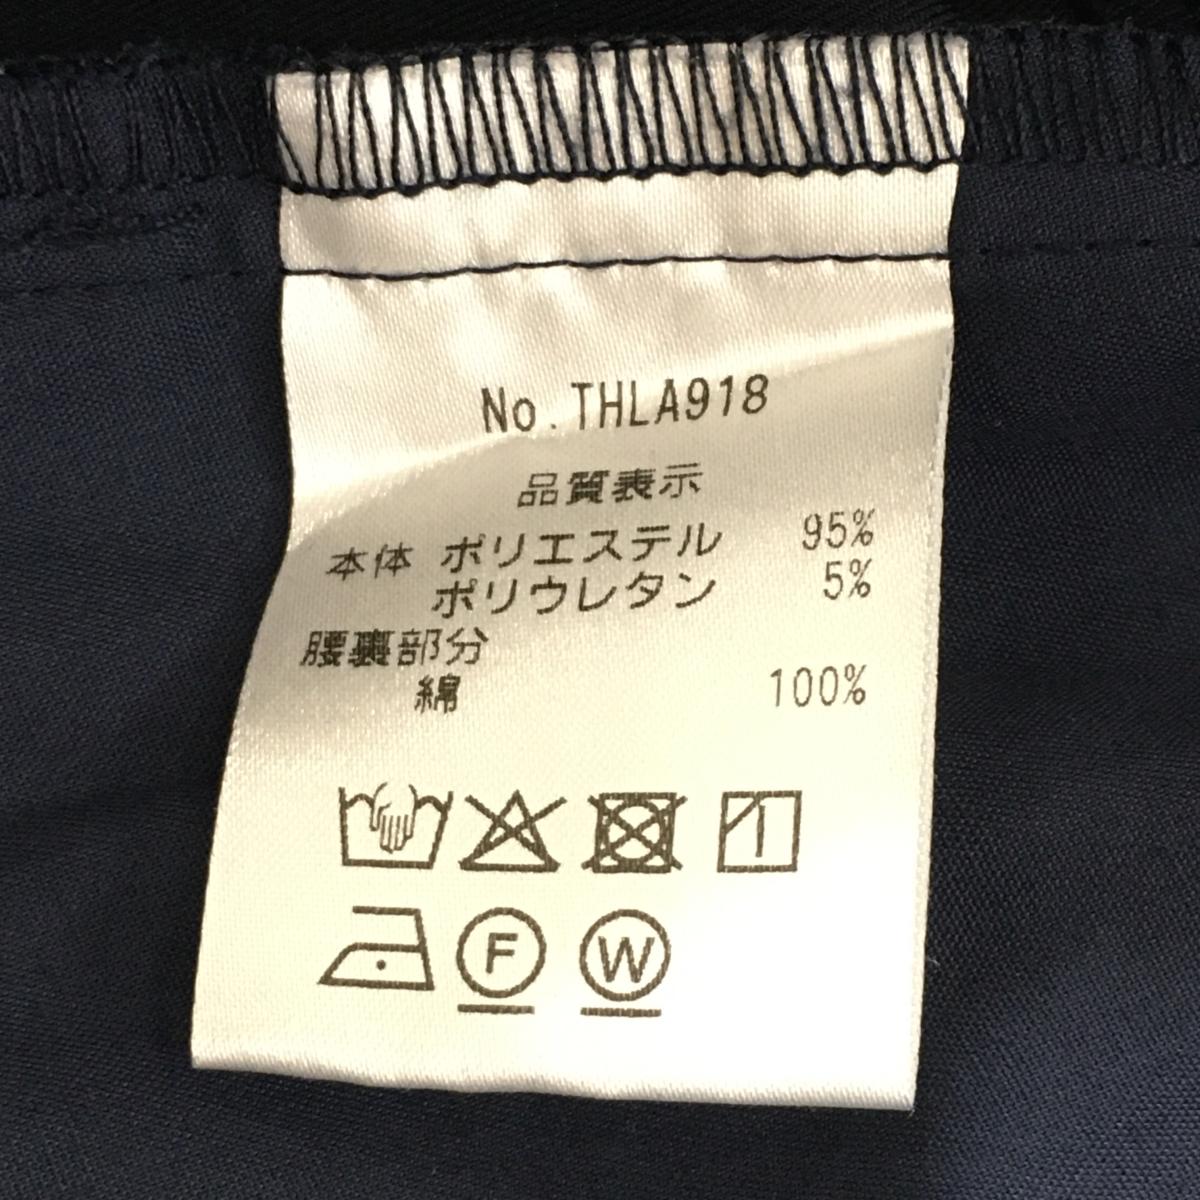 No.THLA918
品質表示
本体 ポリエステル 95%
ポリウレタン 5%
腰裏部分
綿 100%
F W